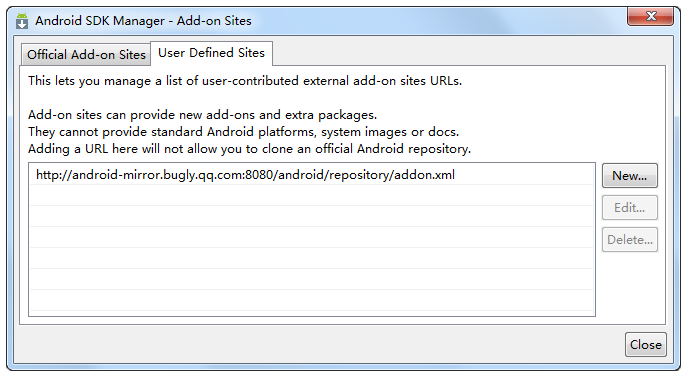 Android SDK Manager - Add-on Sites
Official Add-on Sites
User Defined Sites
This lets you manage a list of user-contributed external add-on sites URLs.
Add-on sites can provide new add-ons and extra packages.
They cannot provide standard Android platforms, system images or docs.
Adding a URL here will not allow you to clone an official Android repository.
http://android-mirror.bugly.qq.com:8080/android/repository/addon.xml
New...
Edit...
Delete...
Close